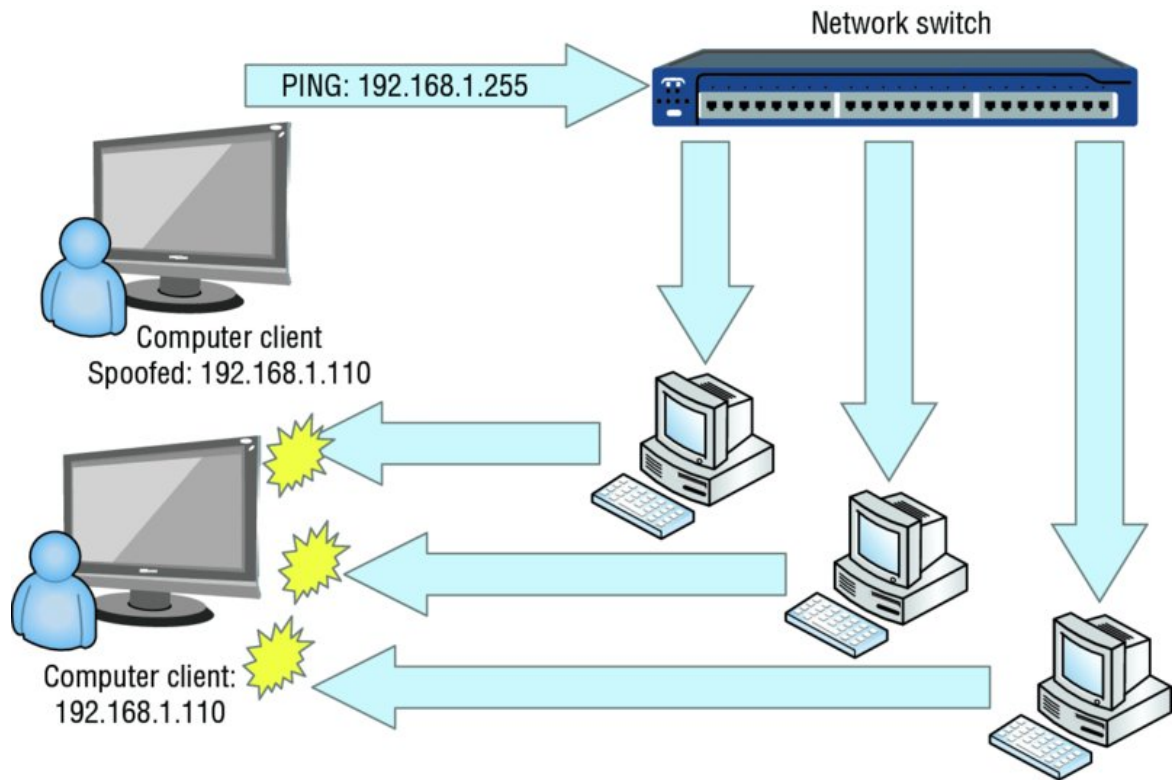 Network switch
PING: 192.168.1.255
Computer client
Spoofed: 192.168.1.110
Computer client:
192.168.1.110